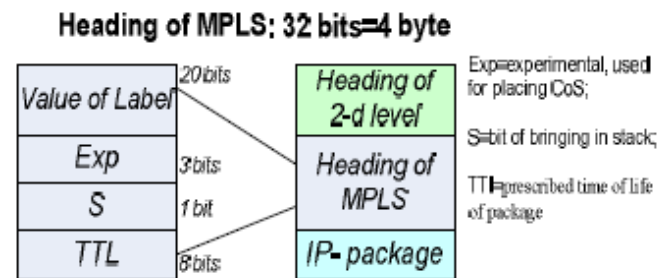 Heading of MPLS: 32 bits=4 byte
Value of Label
20bits
Exp
3bits
S
1 bit
TTL
8bits
Heading of
2-d level
Heading of
MPLS
IP- package
Exp=experimental, used
for placing CoS;
S=bit of bringing in stack;
TTl=prescribed time of life
of package